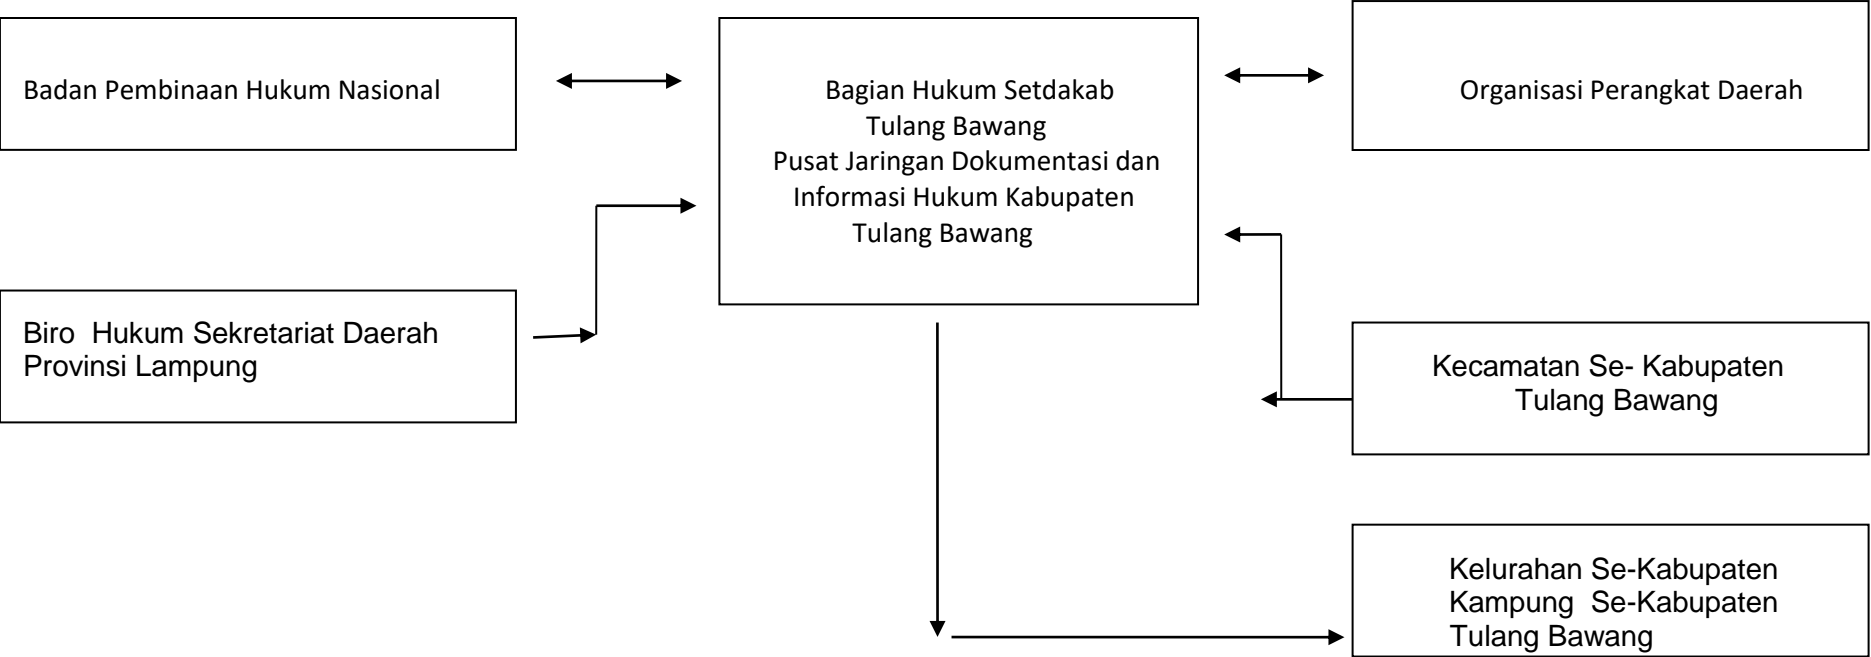 Badan Pembinaan Hukum Nasional
Bagian Hukum Setdakab
Tulang Bawang
Pusat Jaringan Dokumentasi dan
Informasi Hukum Kabupaten
Tulang Bawang
Organisasi Perangkat Daerah
Biro  Hukum Sekretariat Daerah
Provinsi Lampung
Kecamatan Se- Kabupaten
Tulang Bawang
Kelurahan Se-Kabupaten
Kampung  Se-Kabupaten
Tulang Bawang